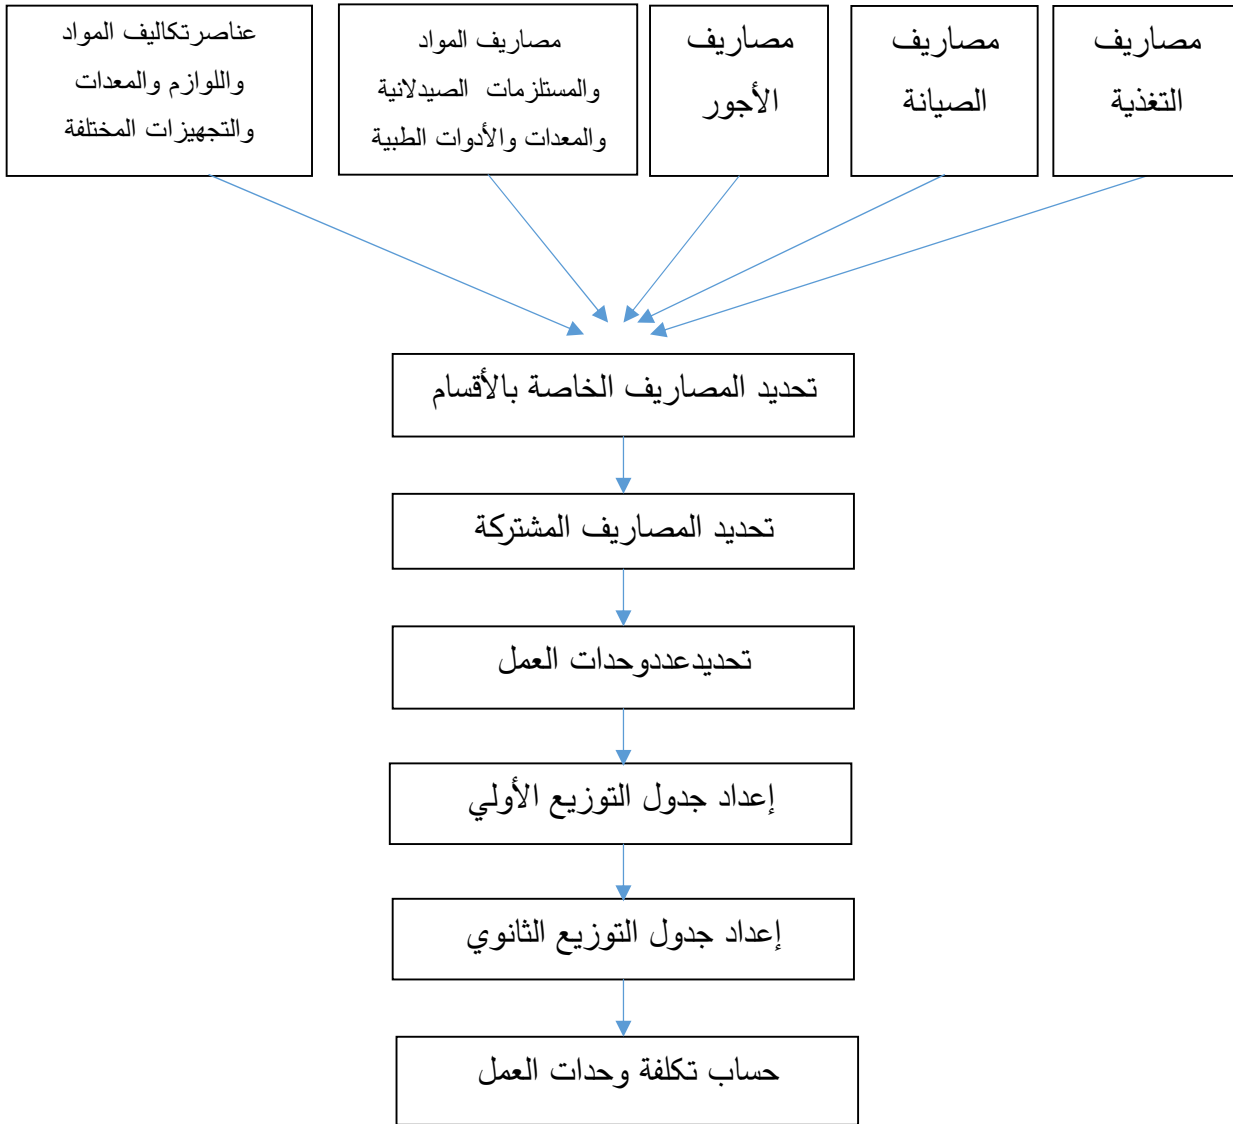 مصاريف
التغذية
مصاريف
الصيانة
مصاريف
الأجور
مصاريف المواد
والمستلزمات الصيدلانية
والمعدات والأدوات الطبية
عناصرتكاليف المواد
واللوازم والمعدات
والتجهيزات المختلفة
تحديد المصاريف الخاصة بالأقسام
تحديد المصاريف المشتركة
تحديدعددوحدات العمل
إعداد جدول التوزيع الأولي
إعداد جدول التوزيع الثانوي
حساب تكلفة وحدات العمل